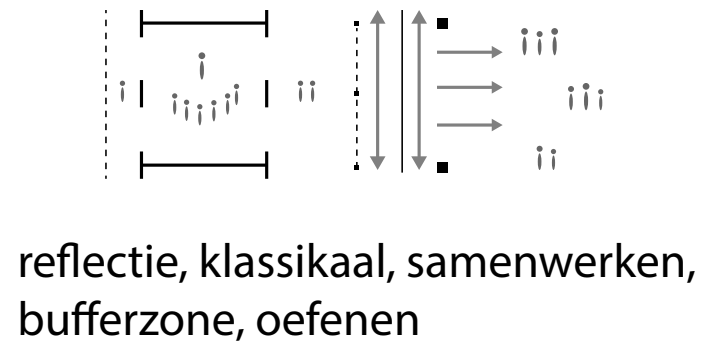 reflectie, klassikaal, samenwerken,
bufferzone, oefenen